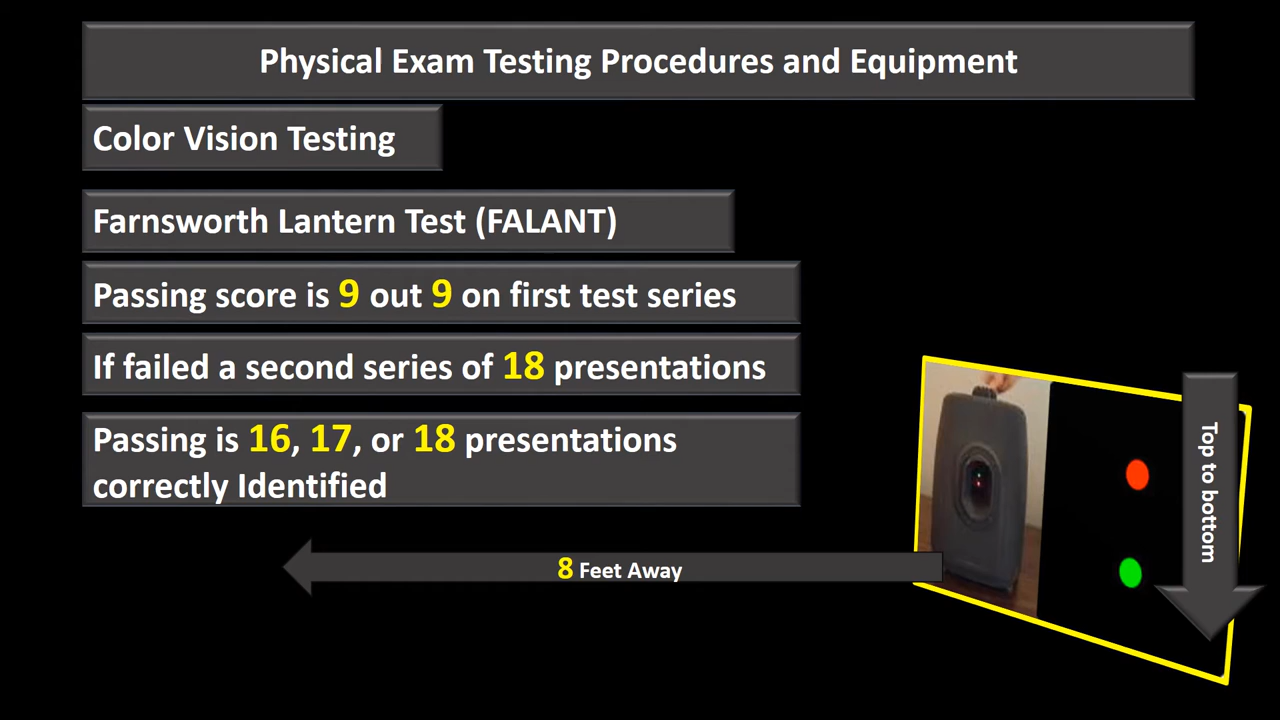 Physical Exam Testing Procedures and Equipment
Color Vision Testing
Farnsworth Lantern Test (FALANT)
Passing score is 9 out 9 on first test series
If failed a second series of 18 presentations
Passing is 16, 17, or 18 presentations
correctly Identified
8 Feet Away
Top to bottom